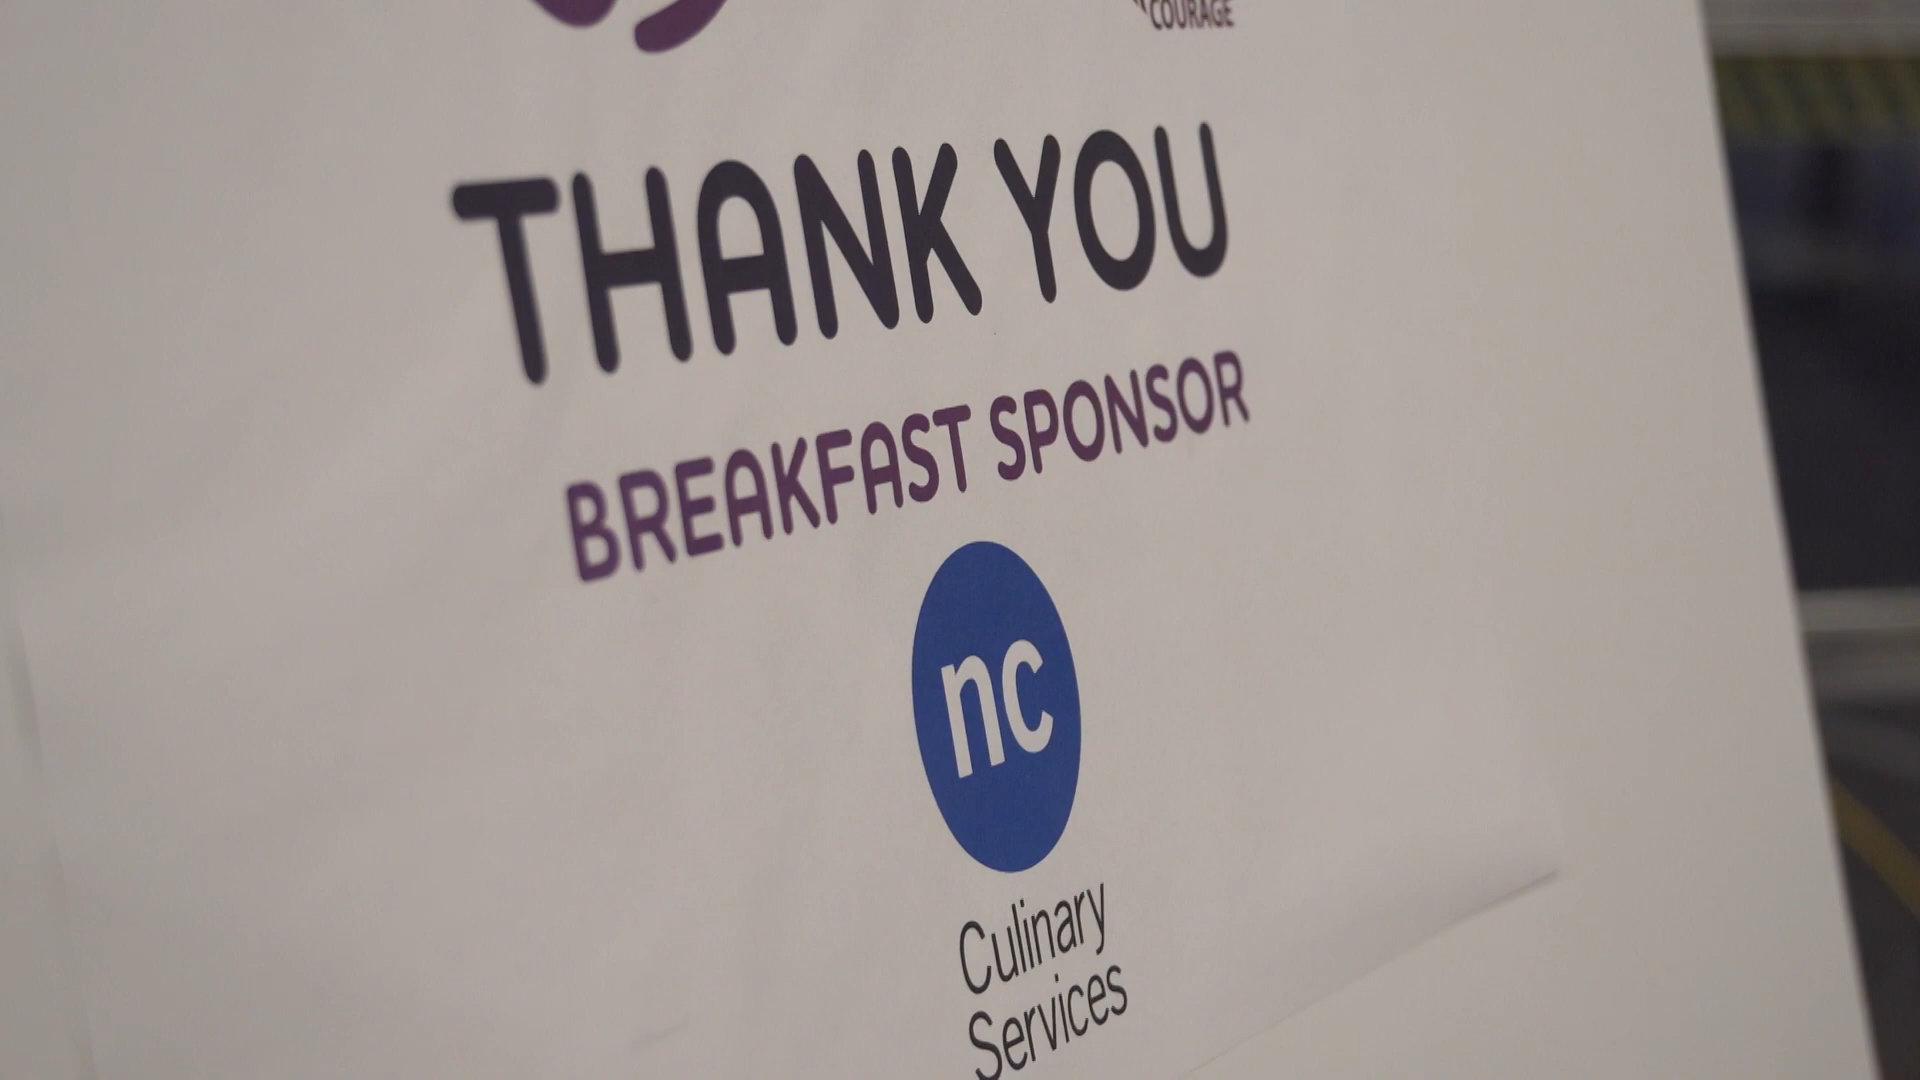 COURAGE
THANK YOU
BREAKFAST SPONSOR
nc
Culinary
Services